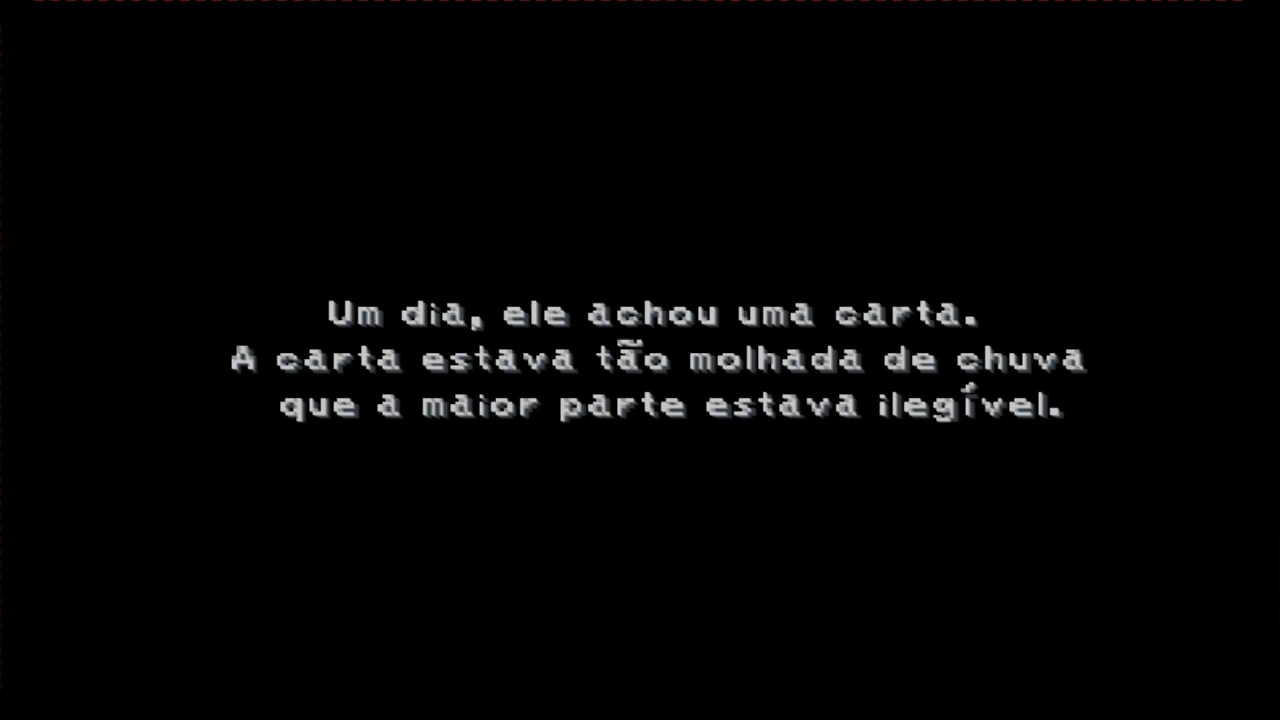 Um dia, ele achou uma carta.
A carta estava tão molhada de chuva
que a maior parte estava ilegível.